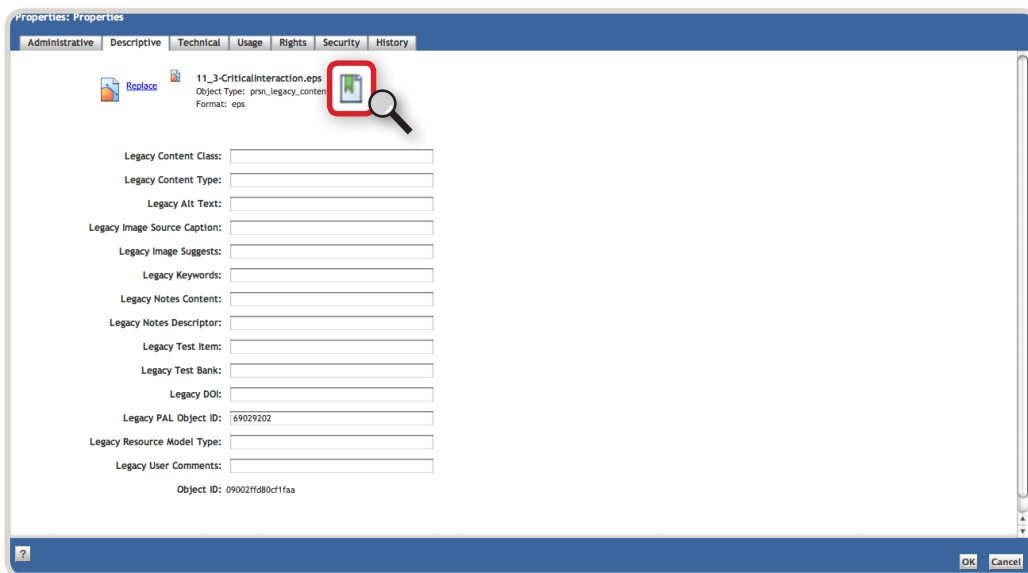 Properties: Properties
Administrative Descriptive Technical Usage Rights Security History
Replace
11_3-CriticalInteraction.eps
Object Type: prsn_legacy_conten
Format: eps
Legacy Content Class:
Legacy Content Type:
Legacy Alt Text:
Legacy Image Source Caption:
Legacy Image Suggests:
Legacy Keywords:
Legacy Notes Content:
Legacy Notes Descriptor:
Legacy Test Item:
Legacy Test Bank:
Legacy DOI:
Legacy PAL Object ID: 69029202
Legacy Resource Model Type:
Legacy User Comments:
Object ID: 09002ffd80cf1faa
?
OK Cancel